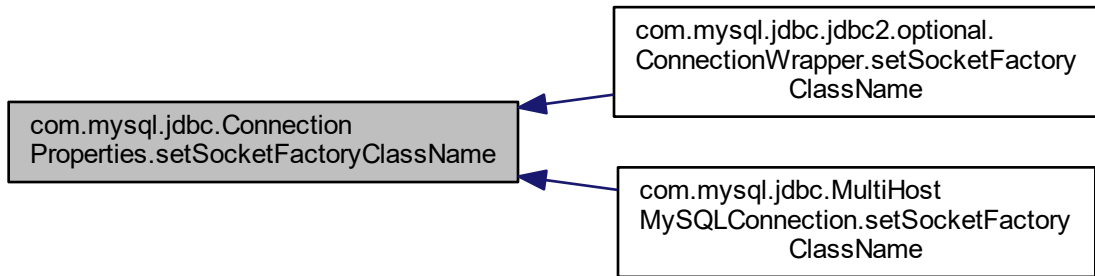 com.mysql.jdbc.jdbc2.optional.
ConnectionWrapper.setSocketFactory
ClassName
com.mysql.jdbc.Connection
Properties.setSocketFactoryClassName
com.mysql.jdbc.MultiHost
MySQLConnection.setSocketFactory
ClassName